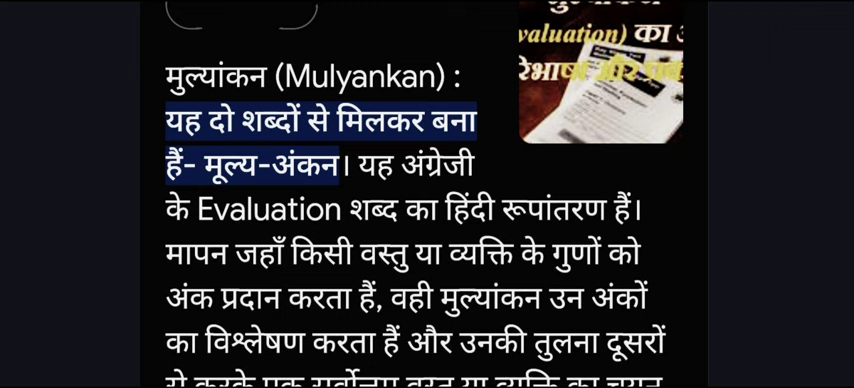 valuation) का
मुल्यांकन (Mulyankan) :
यह दो शब्दों से मिलकर बना
हैं- मूल्य-अंकन। यह अंग्रेजी
के Evaluation शब्द का हिंदी रूपांतरण हैं।
मापन जहाँ किसी वस्तु या व्यक्ति के गुणों को
अंक प्रदान करता हैं, वही मुल्यांकन उन अंकों
का विश्लेषण करता हैं और उनकी तुलना दूसरों